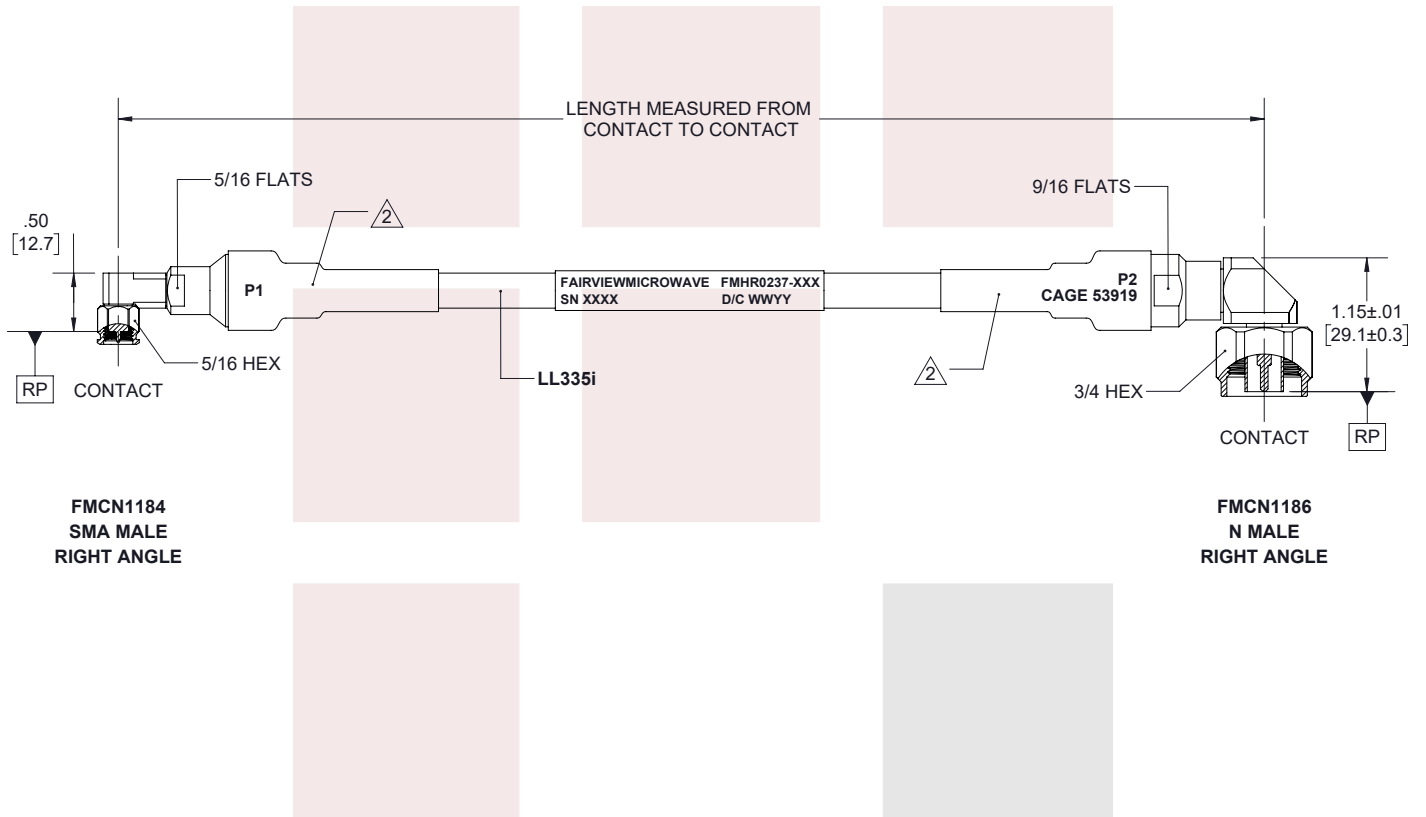 LENGTH MEASURED FROM
CONTACT TO CONTACT
5/16 FLATS
9/16 FLATS
2
.50
[12.7]
P1
FAIRVIEWMICROWAVE FMHR0237-XXX
SN XXXX D/C WWYY
P2
CAGE 53919
1.15±.01
[29.1±0.3]
5/16 HEX
LL335i
2
3/4 HEX
RP
CONTACT
CONTACT
RP
FMCN1184
SMA MALE
RIGHT ANGLE
FMCN1186
N MALE
RIGHT ANGLE